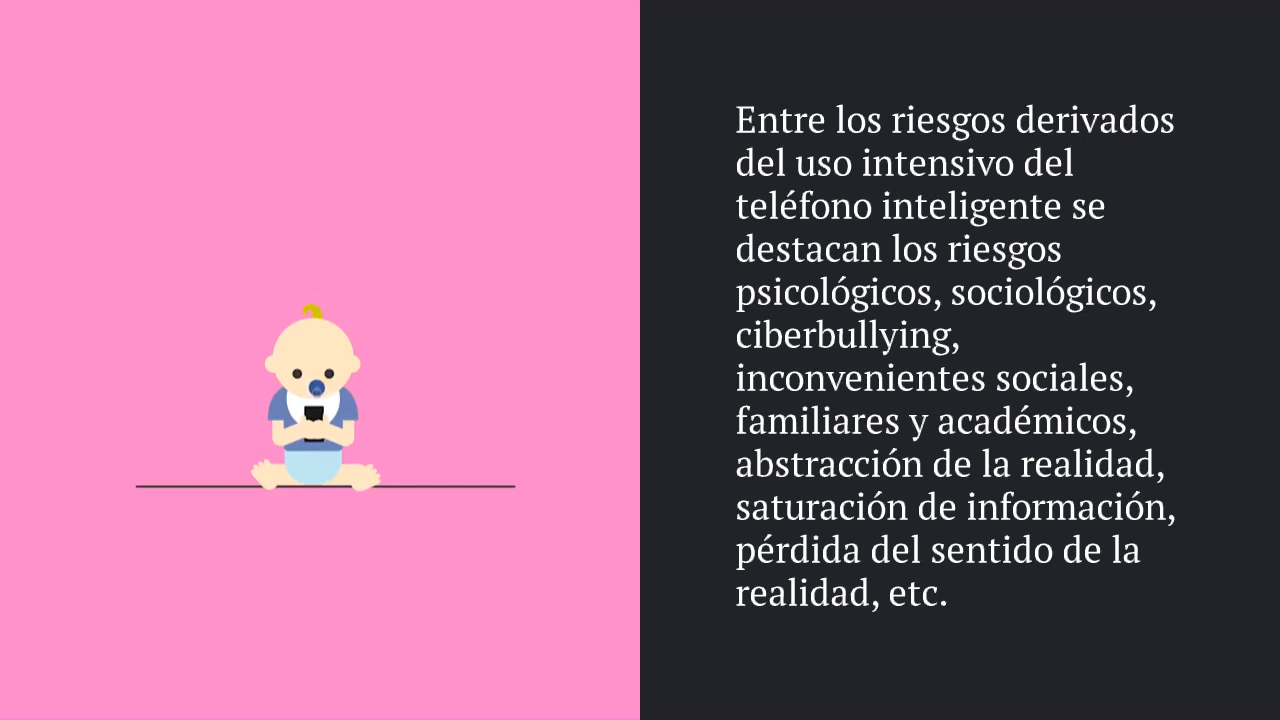 Entre los riesgos derivados
del uso intensivo del
teléfono inteligente se
destacan los riesgos
psicológicos, sociológicos,
ciberbullying,
inconvenientes sociales,
familiares y académicos,
abstracción de la realidad,
saturación de información,
pérdida del sentido de la
realidad, etc.